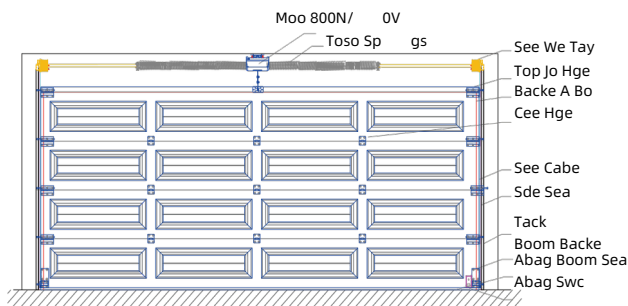 Moo 800N/ 0V
Toso Sp gs
See We Tay
Top Jo Hge
Backe A Bo
Cee Hge
See Cabe
Sde Sea
Tack
Boom Backe
Abag Boom Sea
Abag Swc